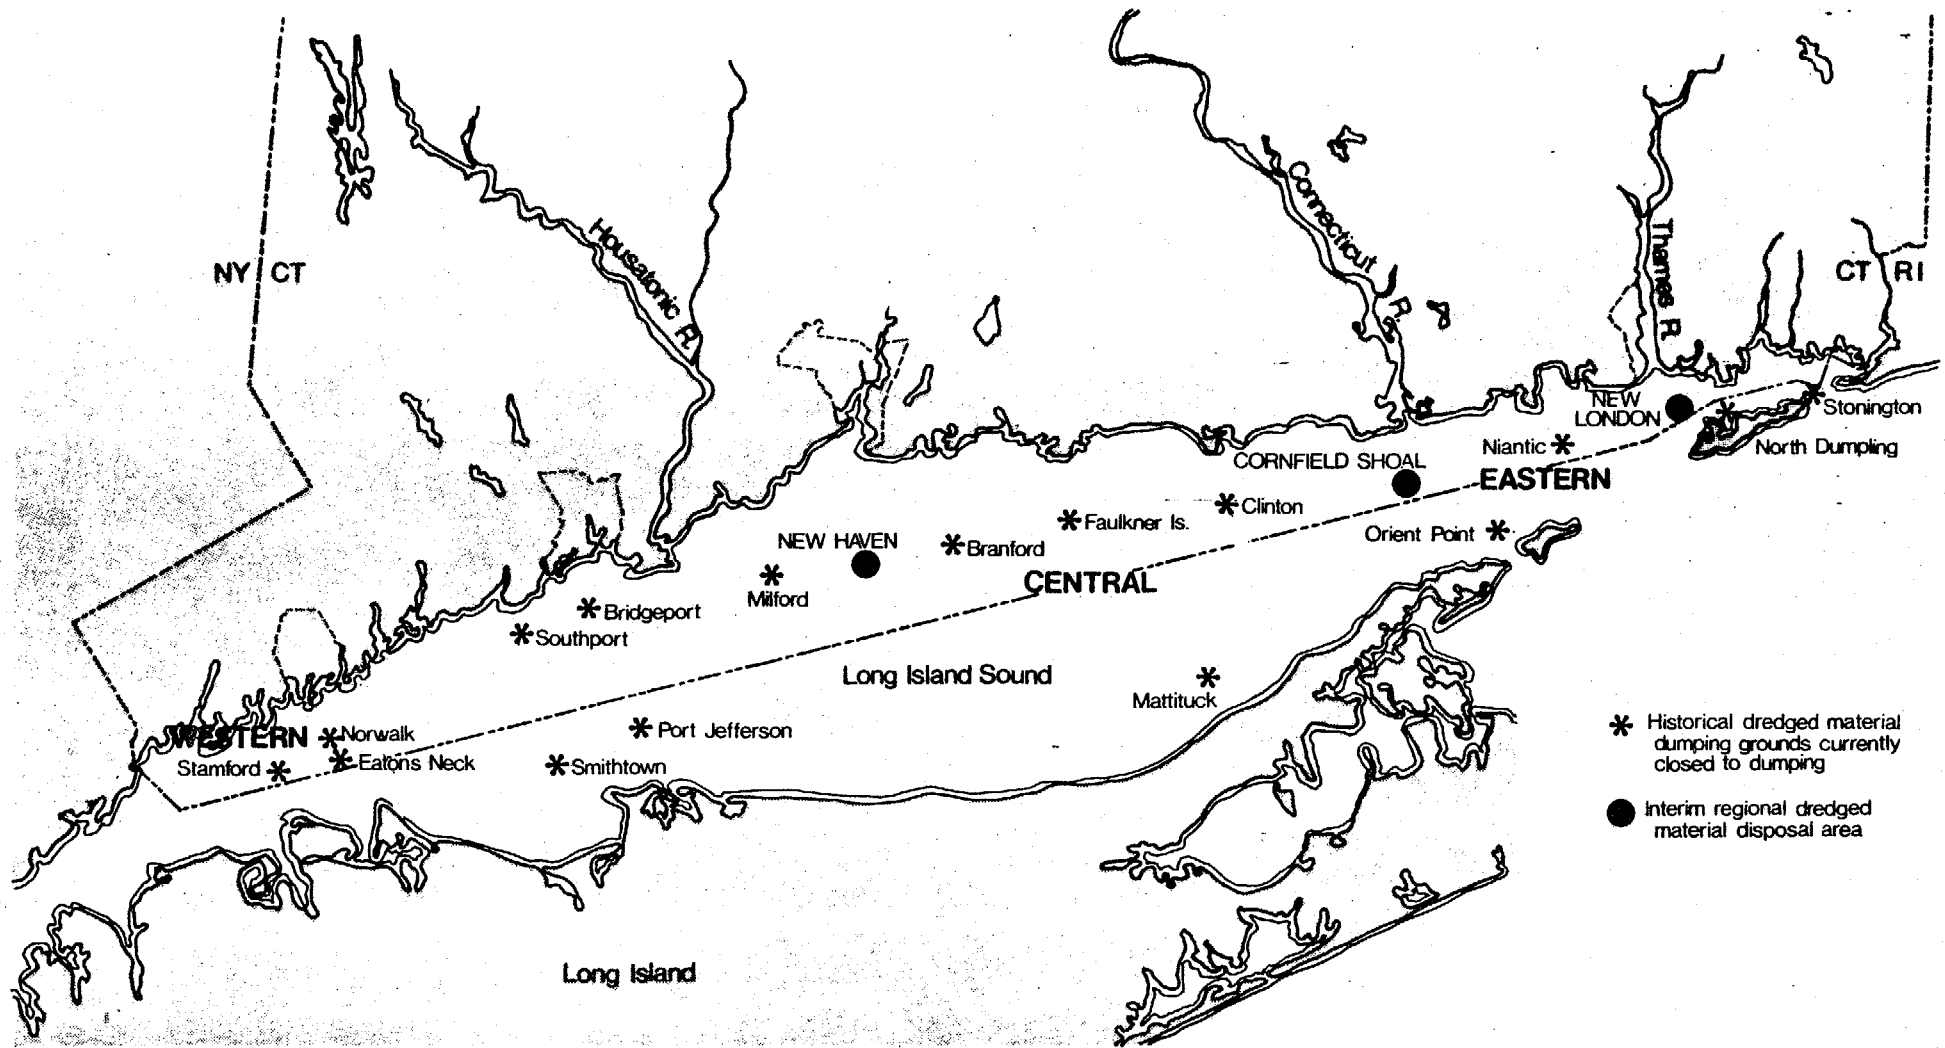 NY CT
Housatonic R.
Connecticut R.
Thames R.
CT RI
NEW
LONDON
Stonington
North Dumpling
Niantic
CORNFIELD SHOAL
EASTERN
Clinton
Faulkner Is.
Orient Point
NEW HAVEN
Branford
CENTRAL
Milford
Bridgeport
Southport
Long Island Sound
Mattituck
WESTERN
Norwalk
Port Jefferson
Stamford
Eatons Neck
Smithtown
Historical dredged material
dumping grounds currently
closed to dumping
Interim regional dredged
material disposal area
Long Island